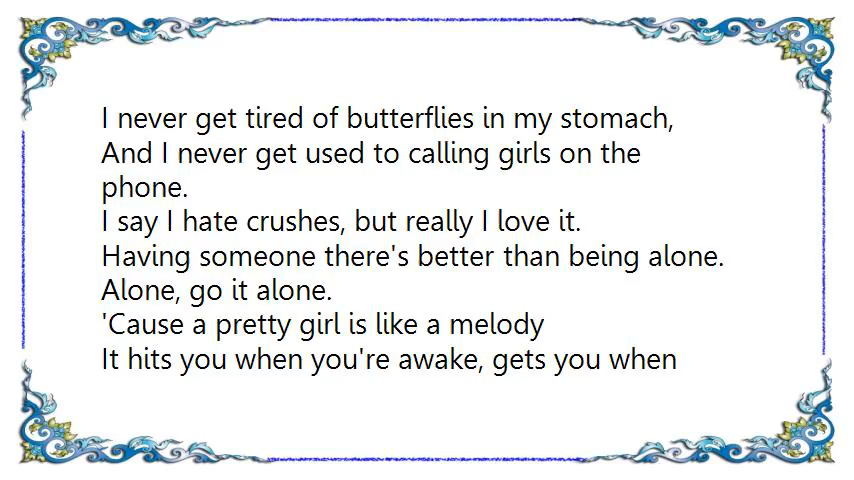 I never get tired of butterflies in my stomach,
And I never get used to calling girls on the
phone.
I say I hate crushes, but really I love it.
Having someone there's better than being alone.
Alone, go it alone.
'Cause a pretty girl is like a melody
It hits you when you're awake, gets you when